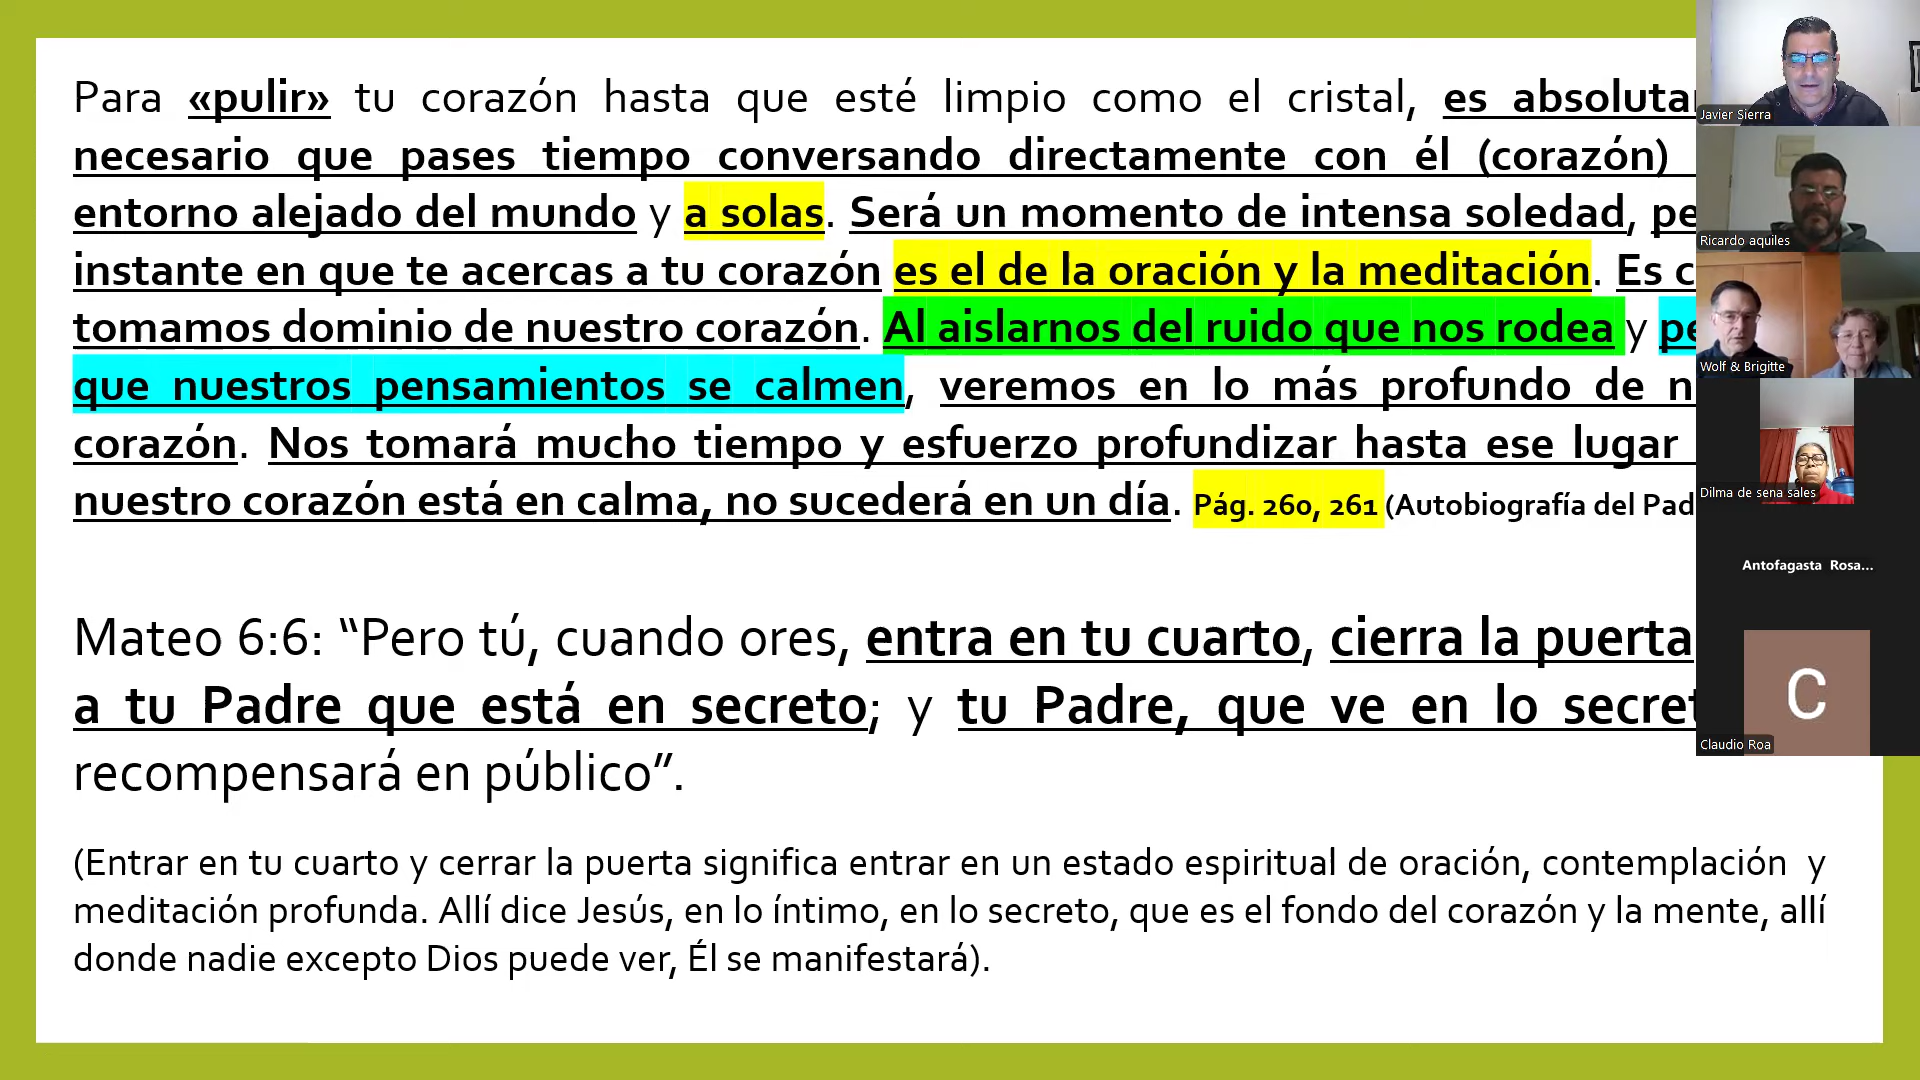 Para «pulir» tu corazón hasta que esté limpio como el cristal, es
necesario que pases tiempo conversando directamente con él (corazón)
entorno alejado del mundo y a solas. Será un momento de intensa soledad,
instante en que te acercas a tu corazón es el de la oración y la meditación. Es
tomamos dominio de nuestro corazón. Al aislarnos del ruido que nos rodea y
que nuestros pensamientos se calmen, veremos en lo más profundo de
corazón. Nos tomará mucho tiempo y esfuerzo profundizar hasta ese lugar
nuestro corazón está en calma, no sucederá en un día. Pág. 260, 261 (Autobiografía del
Mateo 6:6: “Pero tú, cuando ores, entra en tu cuarto, cierra la puerta
a tu Padre que está en secreto; y tu Padre, que ve en lo
recompensará en público”.
(Entrar en tu cuarto y cerrar la puerta significa entrar en un estado espiritual de oración, contemplación y
meditación profunda. Allí dice Jesús, en lo íntimo, en lo secreto, que es el fondo del corazón y la mente, allí
donde nadie excepto Dios puede ver, Él se manifestará).
Javier Sierra
Ricardo aquiles
Wolf & Brigitte
Dilma de sena sales
Antofagasta Rosa...
C
Claudio Roa